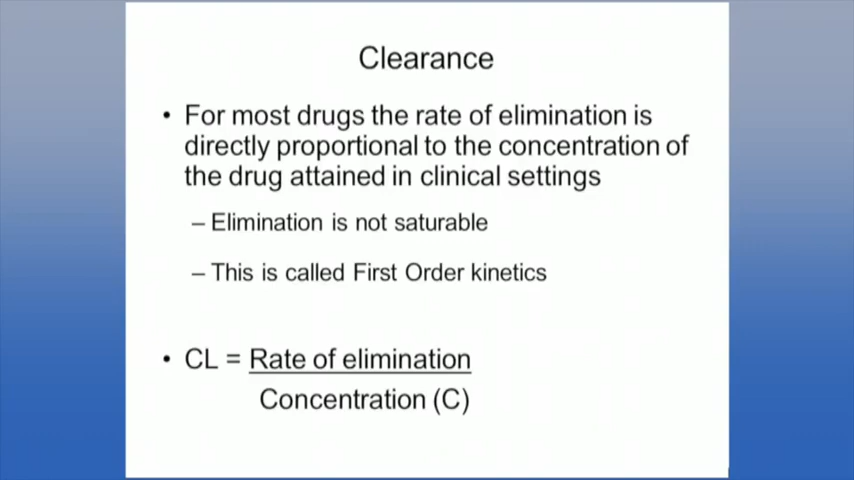 Clearance
• For most drugs the rate of elimination is
directly proportional to the concentration of
the drug attained in clinical settings
– Elimination is not saturable
– This is called First Order kinetics
• CL = Rate of elimination
Concentration (C)